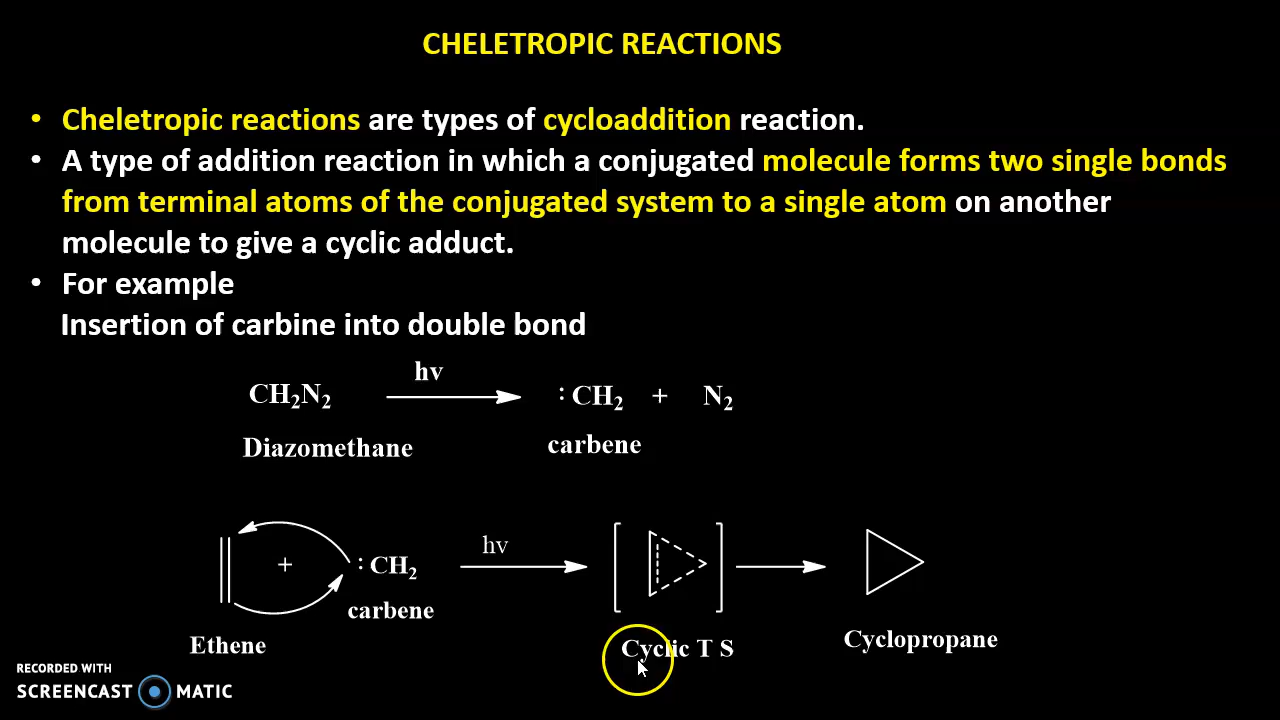 CHELETROPIC REACTIONS
• Cheletropic reactions are types of cycloaddition reaction.
• A type of addition reaction in which a conjugated molecule forms two single bonds
from terminal atoms of the conjugated system to a single atom on another
molecule to give a cyclic adduct.
• For example
Insertion of carbine into double bond
hv
CH₂N₂ :CH₂ + N₂
Diazomethane carbene
hv
+ :CH₂
carbene
Ethene Cyclic T S Cyclopropane
RECORDED WITH
SCREENCAST MATIC